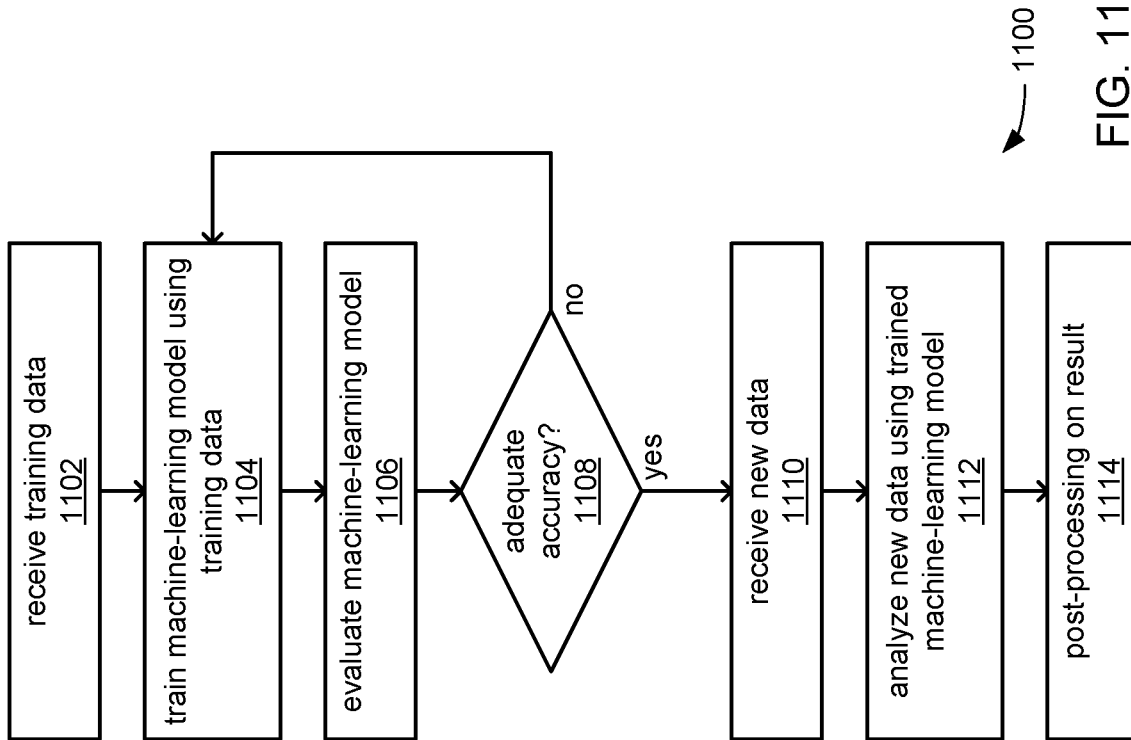 receive training data
1102
train machine-learning model using
training data
1104
evaluate machine-learning model
1106
adequate
accuracy?
1108
no
yes
receive new data
1110
analyze new data using trained
machine-learning model
1112
post-processing on result
1114
1100
FIG. 11